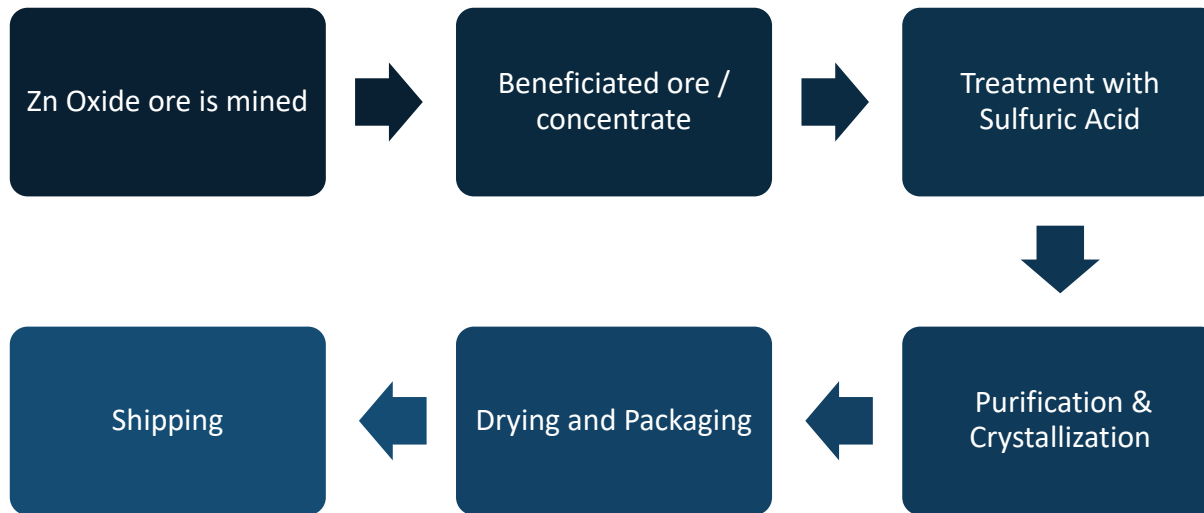 Zn Oxide ore is mined
Beneficiated ore /
concentrate
Treatment with
Sulfuric Acid
Purification &
Crystallization
Drying and Packaging
Shipping